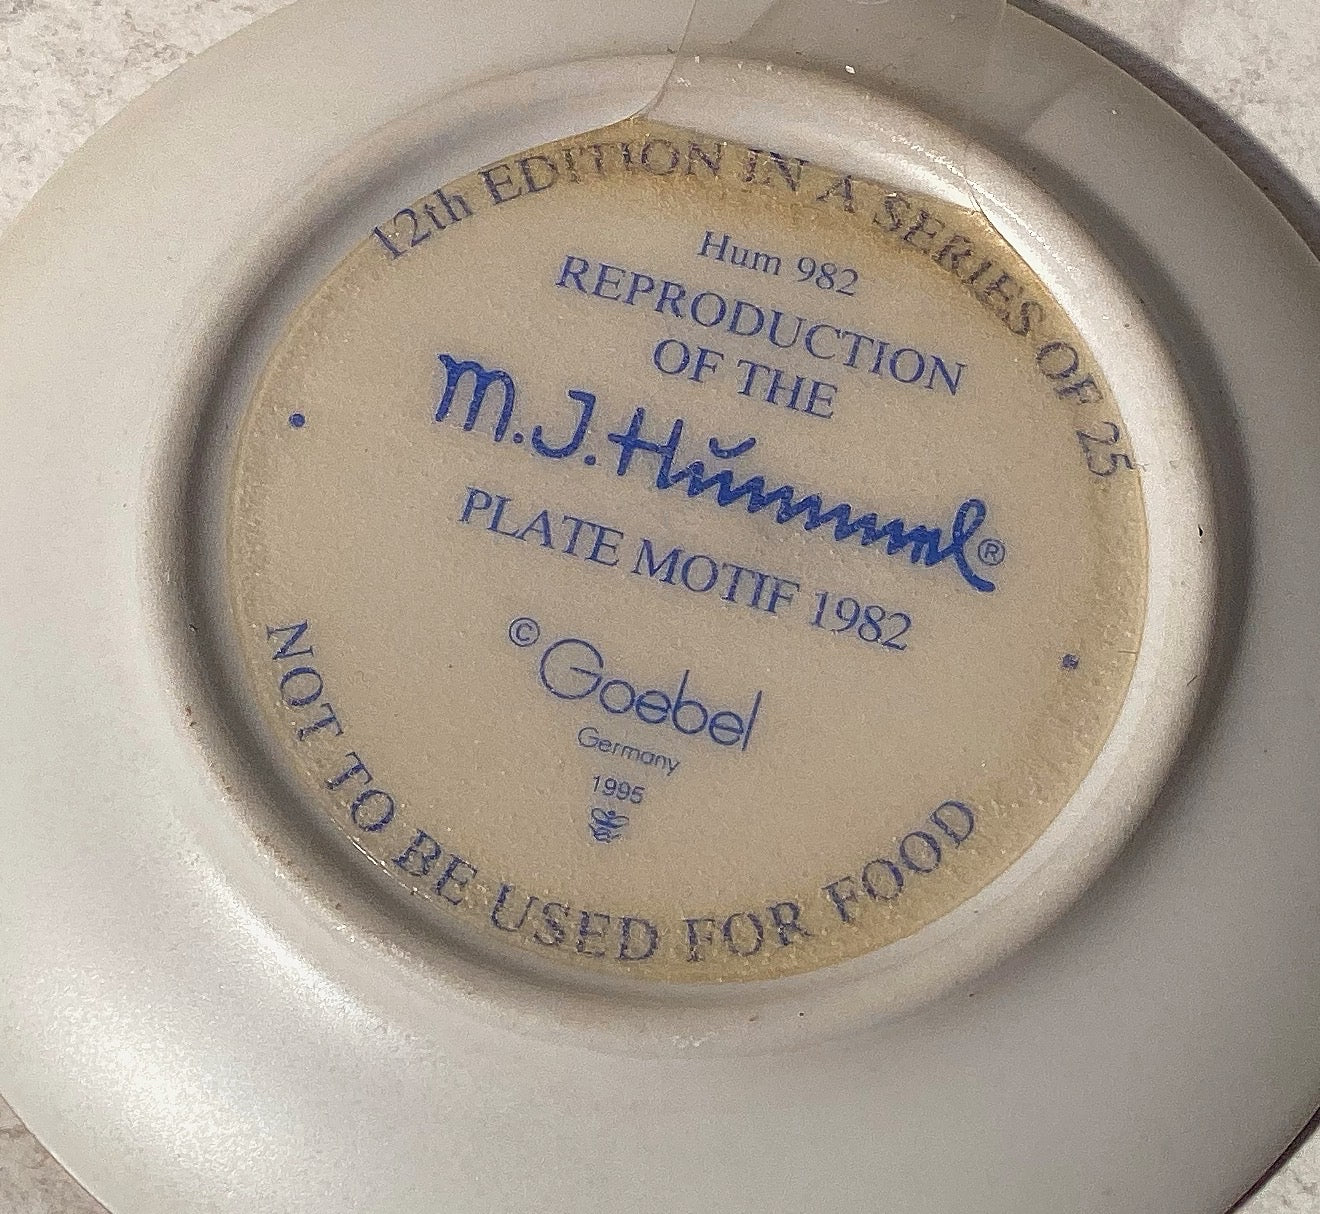 12th EDITION IN A SERIES OF 25
Hum 982
REPRODUCTION
OF THE
M.J.Hummel®
PLATE MOTIF 1982
© Goebel
Germany
1995
NOT TO BE USED FOR FOOD